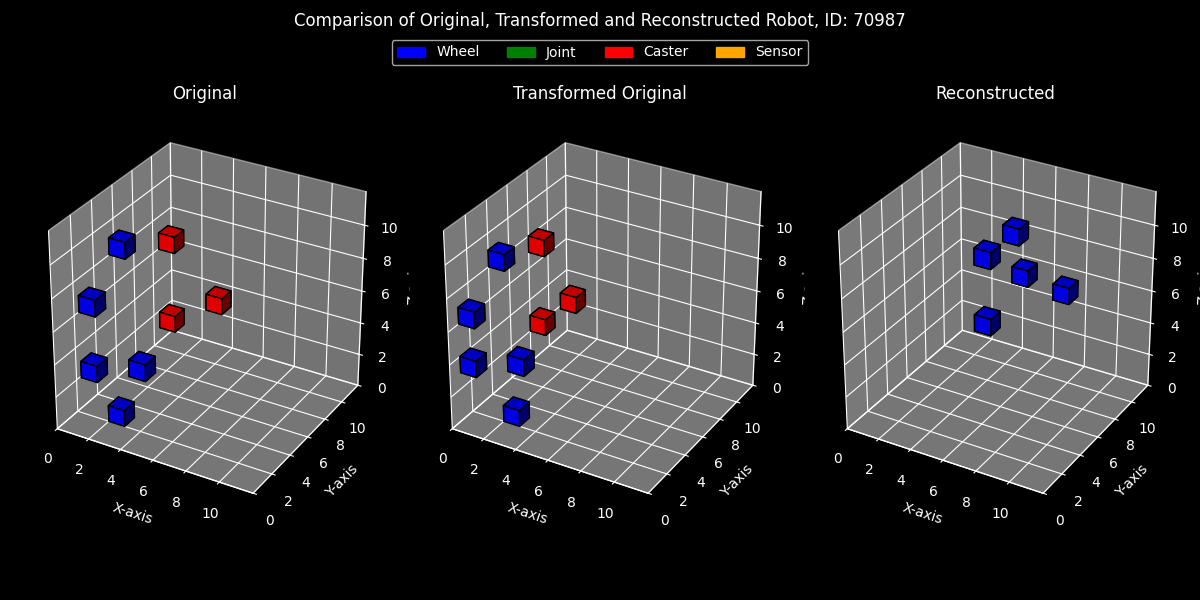 Comparison of Original, Transformed and Reconstructed Robot, ID: 70987
Wheel Joint Caster Sensor
Original Transformed Original Reconstructed
10 10 10
8 8 8
6 6 6
4 4 4
2 2 2
0 0 0
10 10 10
8 8 8
0 6 0 6 0 6
2 4 2 4 2 4
4 2 4 2 4 2
6 0 6 0 6 0
8 8 8
10 10 10
X-axis Y-axis X-axis Y-axis X-axis Y-axis